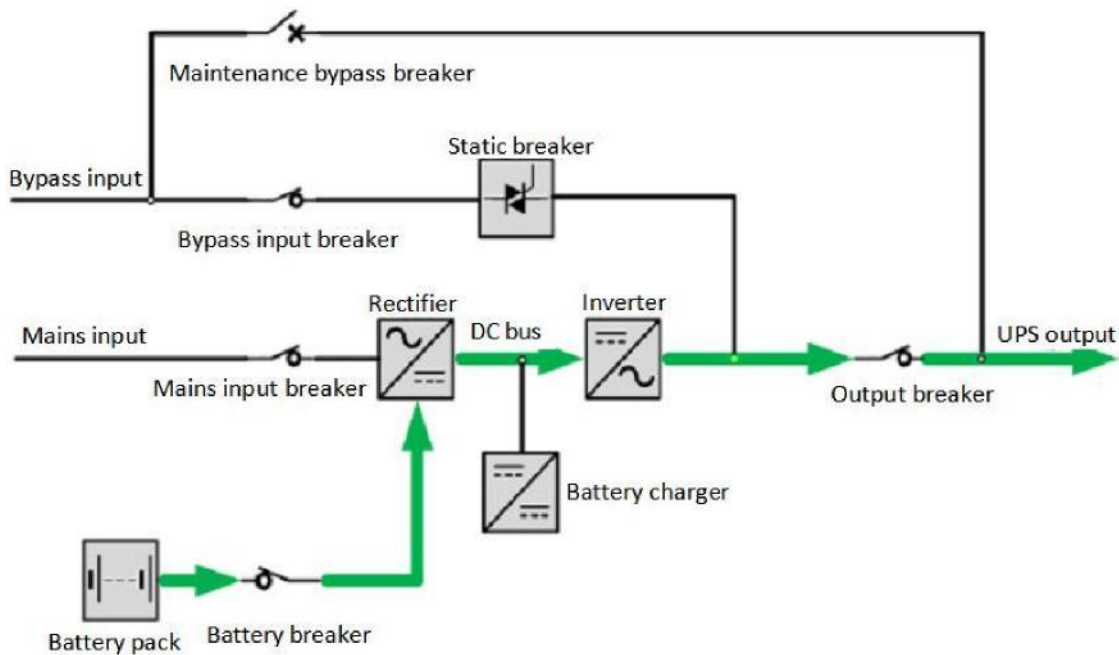 Maintenance bypass breaker
Static breaker
Bypass input
Bypass input breaker
Rectifier
Inverter
Mains input
DC bus
UPS output
Mains input breaker
Output breaker
Battery charger
Battery pack
Battery breaker